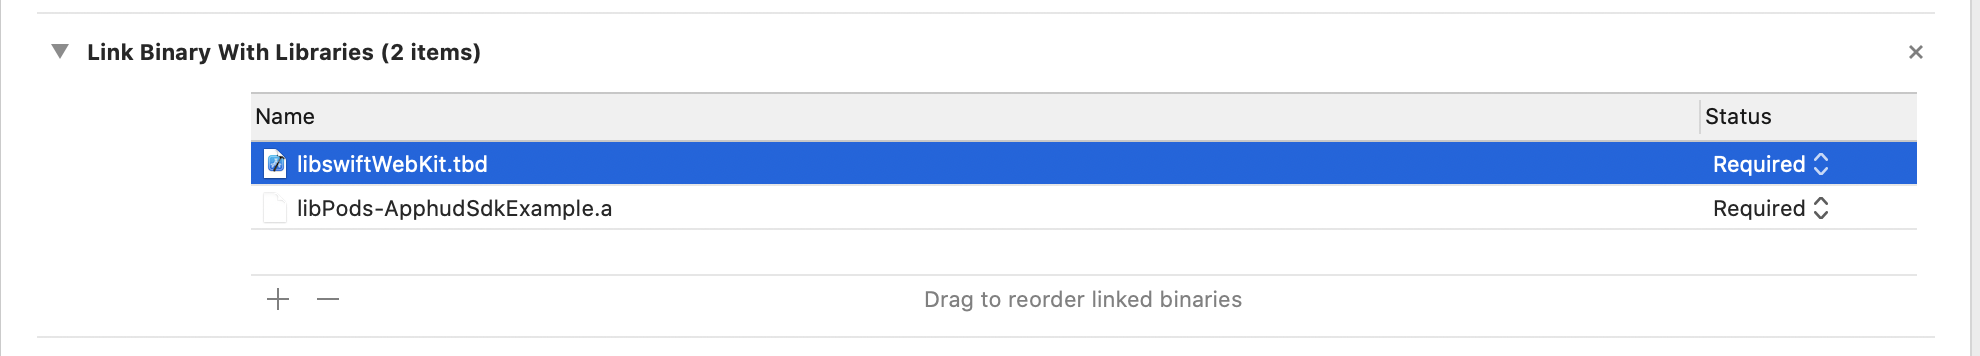 Link Binary With Libraries (2 items)
Name Status
libswiftWebKit.tbd Required
libPods-ApphudSdkExample.a Required
Drag to reorder linked binaries